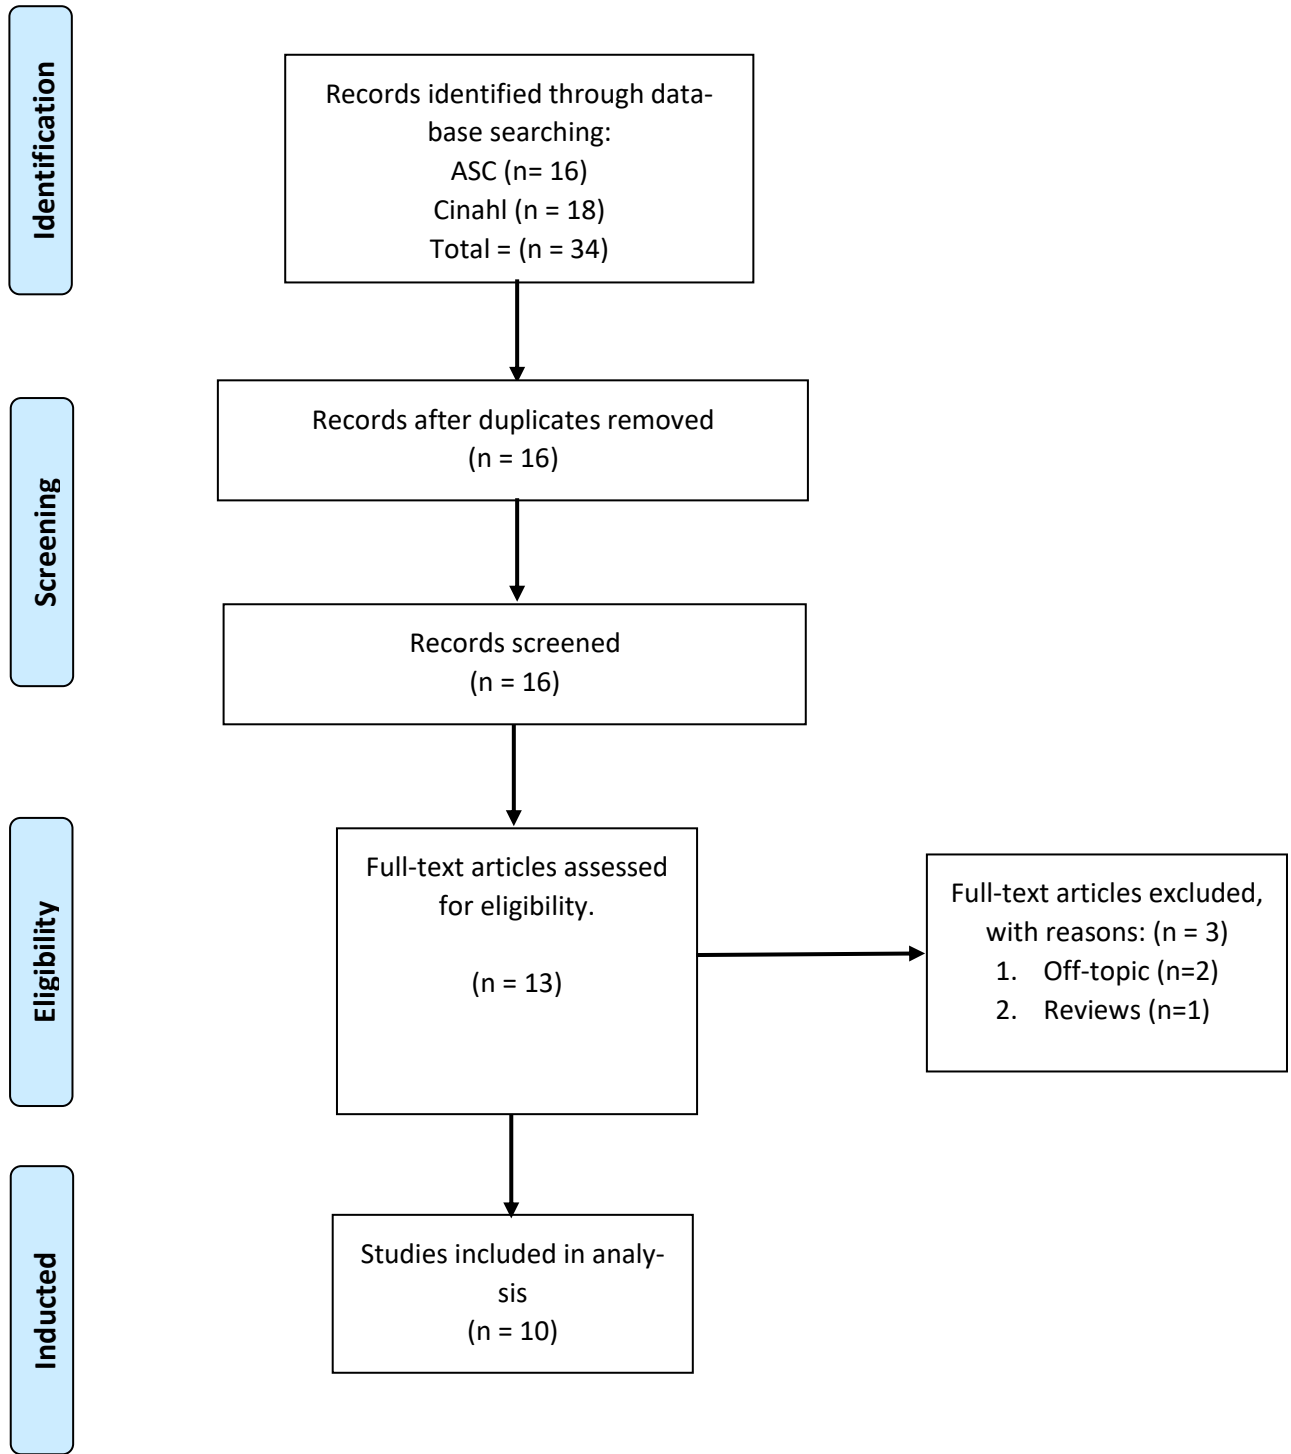 Identification
Records identified through data-
base searching:
ASC (n= 16)
Cinahl (n = 18)
Total = (n = 34)
Screening
Records after duplicates removed
(n = 16)
Records screened
(n = 16)
Eligibility
Full-text articles assessed
for eligibility.
(n = 13)
Full-text articles excluded,
with reasons: (n = 3)
1. Off-topic (n=2)
2. Reviews (n=1)
Inducted
Studies included in analy-
sis
(n = 10)